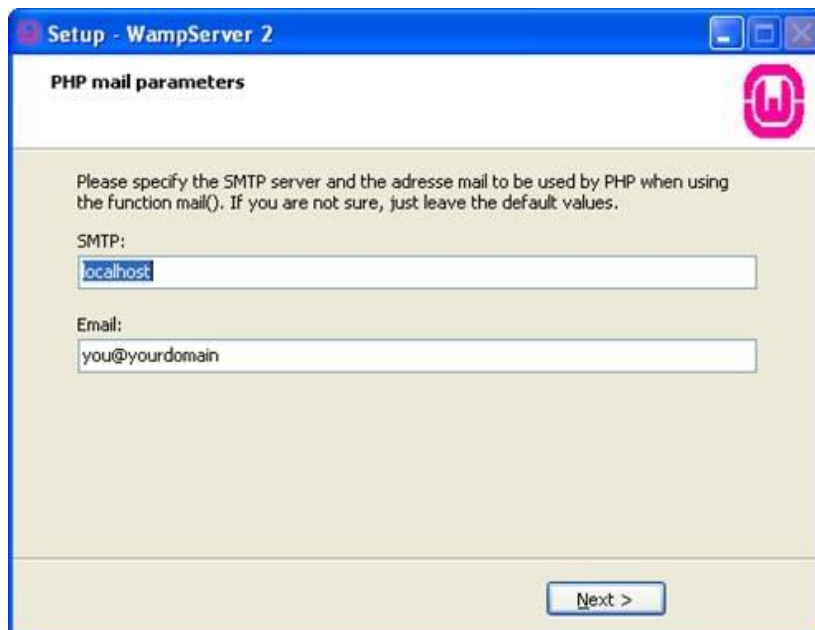 Setup - WampServer 2
PHP mail parameters
Please specify the SMTP server and the adresse mail to be used by PHP when using
the function mail(). If you are not sure, just leave the default values.
SMTP:
localhost
Email:
you@yourdomain
Next >